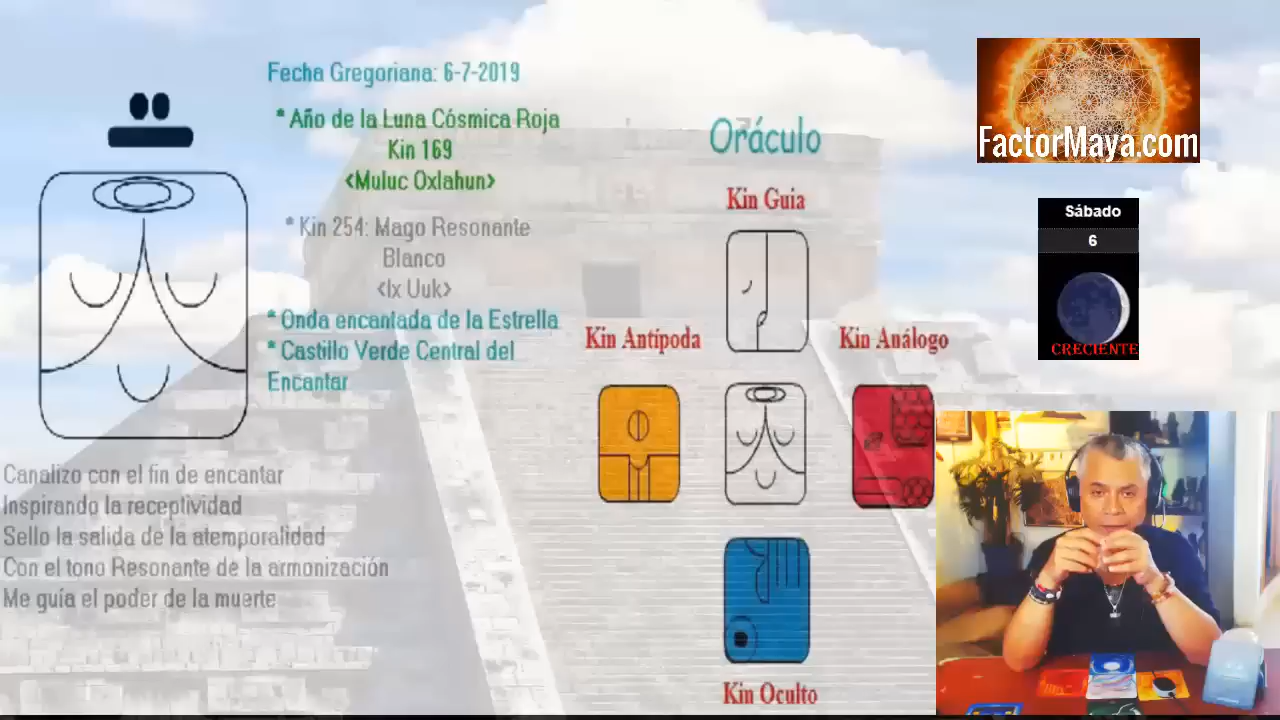 Fecha Gregoriana: 6-7-2019
* Año de la Luna Cósmica Roja
Kin 169
<Muluc Oxlahun>
* Kin 254: Mago Resonante
Blanco
<Ix Uuk>
* Onda encantada de la Estrella
* Castillo Verde Central del
Encantar
Canalizo con el fin de encantar
Inspirando la receptividad
Sello la salida de la atemporalidad
Con el tono Resonante de la armonización
Me guía el poder de la muerte
Oráculo
Kin Guia
Kin Antípoda
Kin Análogo
Kin Oculto
FactorMaya.com
Sábado
6
CRECIENTE